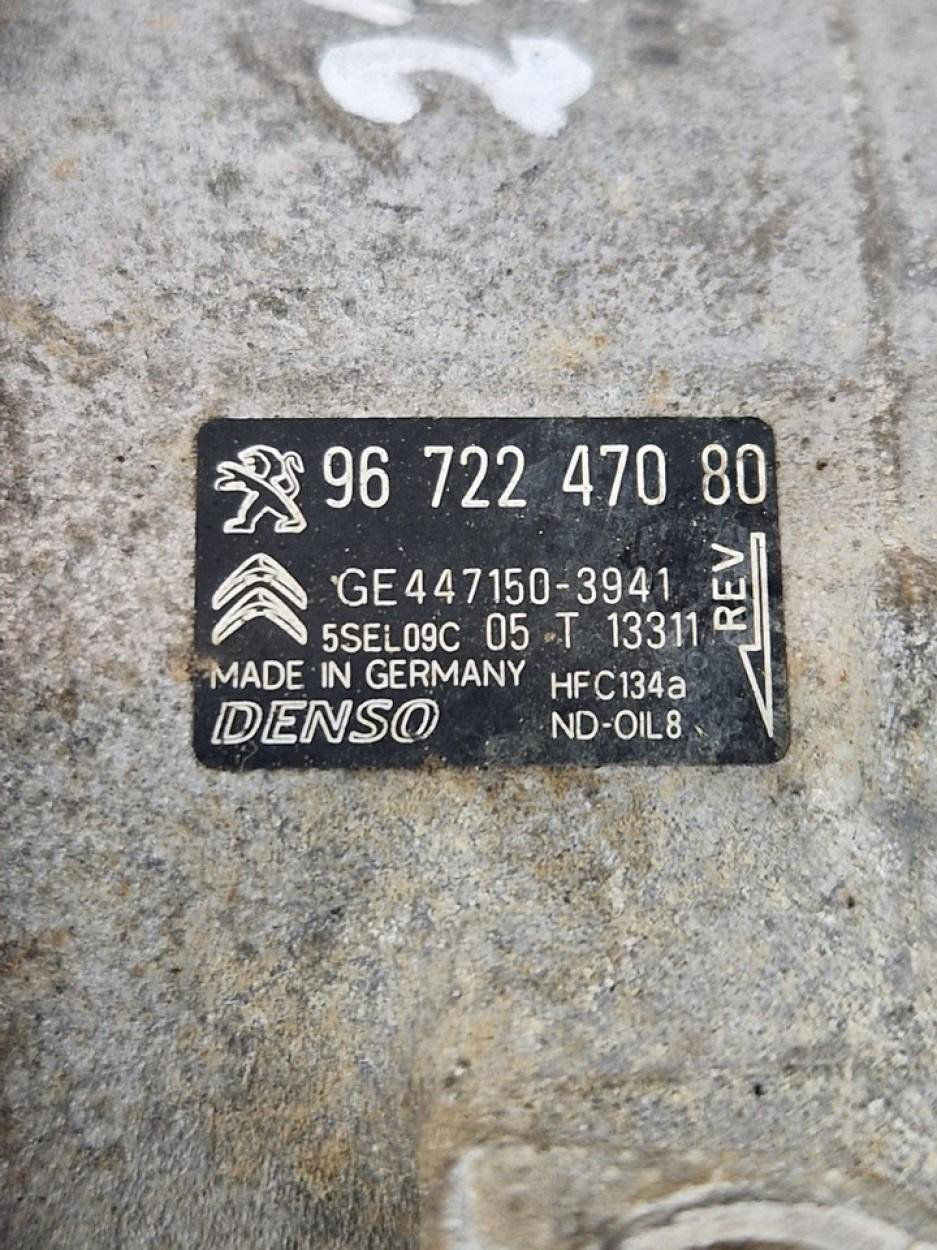 96 722 470 80
GE447150-3941
5SEL09C 05 T 13311
REV
MADE IN GERMANY
HFC134a
DENSO
ND-OIL8